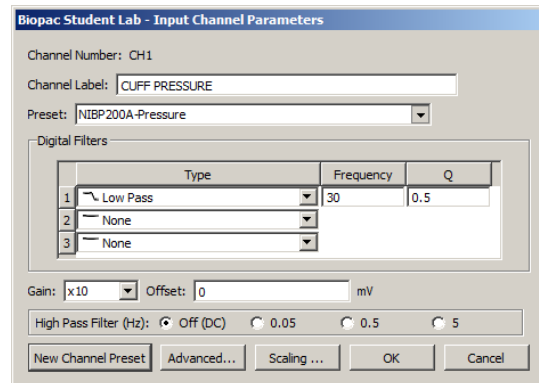 Biopac Student Lab - Input Channel Parameters
Channel Number: CH1
Channel Label: CUFF PRESSURE
Preset: NIBP200A-Pressure
Digital Filters
Type Frequency Q
1 Low Pass 30 0.5
2 None
3 None
Gain: x10 Offset: 0 mV
High Pass Filter (Hz): Off (DC) 0.05 0.5 5
New Channel Preset Advanced... Scaling ... OK Cancel